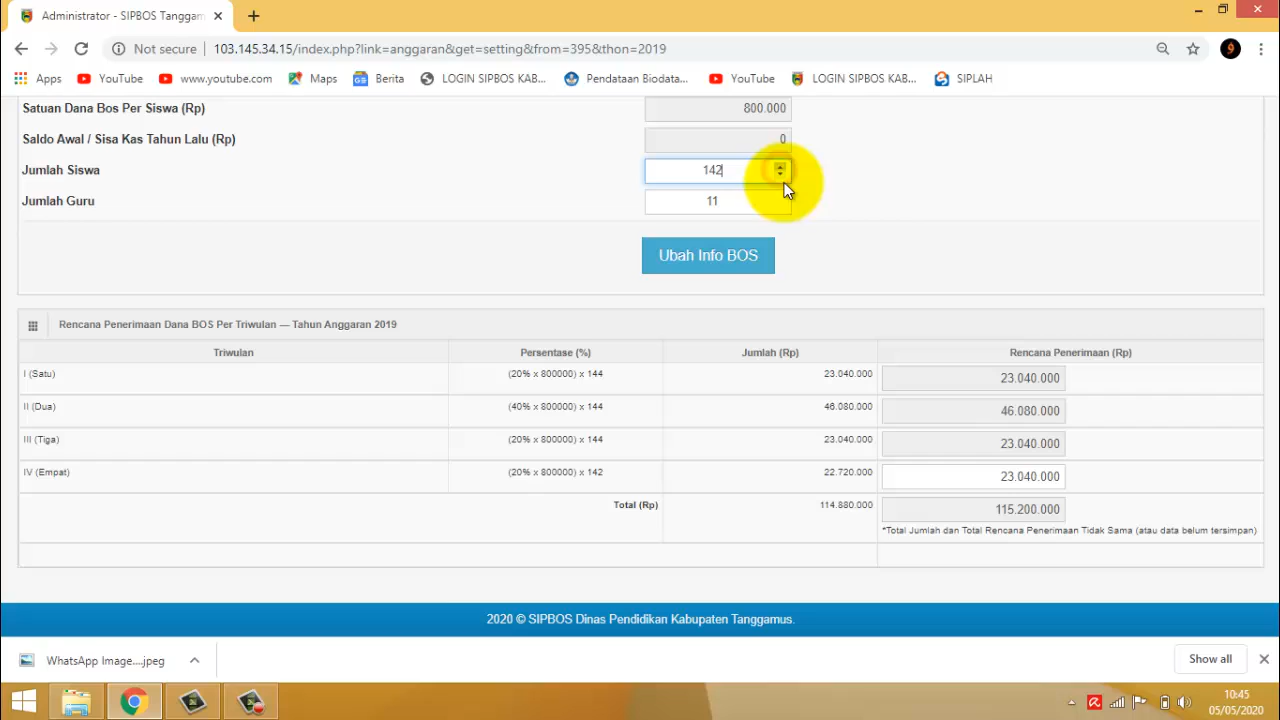 Administrator - SIPBOS Tanggam
Not secure | 103.145.34.15/index.php?link=anggaran&get=setting&from=395&thon=2019
Apps YouTube www.youtube.com Maps Berita LOGIN SIPBOS KAB... Pendataan Biodata... YouTube LOGIN SIPBOS KAB... SIPLAH
Satuan Dana Bos Per Siswa (Rp) 800.000
Saldo Awal / Sisa Kas Tahun Lalu (Rp) 0
Jumlah Siswa 142
Jumlah Guru 11
Ubah Info BOS
Rencana Penerimaan Dana BOS Per Triwulan — Tahun Anggaran 2019
Triwulan Persentase (%) Jumlah (Rp) Rencana Penerimaan (Rp)
I (Satu) (20% x 800000) x 144 23.040.000 23.040.000
II (Dua) (40% x 800000) x 144 46.080.000 46.080.000
III (Tiga) (20% x 800000) x 144 23.040.000 23.040.000
IV (Empat) (20% x 800000) x 142 22.720.000 23.040.000
Total (Rp) 114.880.000 115.200.000
*Total Jumlah dan Total Rencana Penerimaan Tidak Sama (atau data belum tersimpan)
2020 © SIPBOS Dinas Pendidikan Kabupaten Tanggamus.
WhatsApp Image....jpeg Show all
10:45
05/05/2020